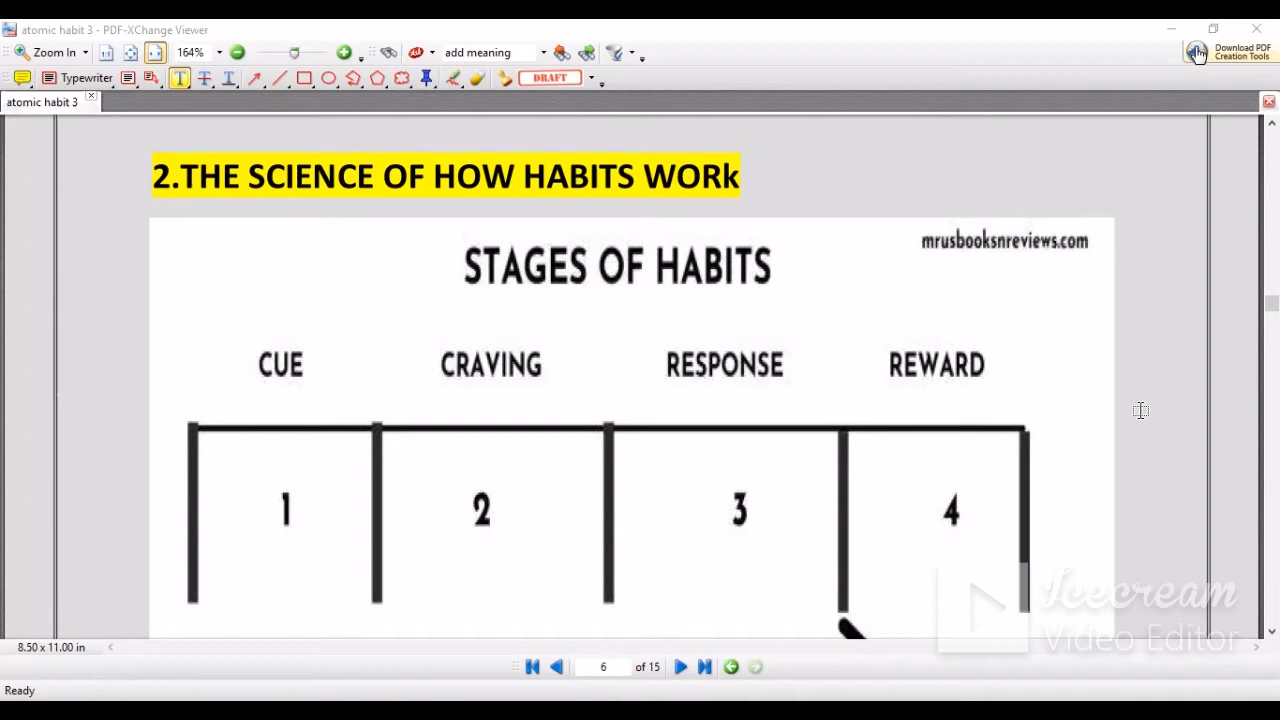 atomic habit 3 - PDF-XChange Viewer
Zoom In 164% add meaning Download PDF
Creation Tools
Typewriter DRAFT
atomic habit 3
2.THE SCIENCE OF HOW HABITS WORk
mrusbooksnreviews.com
STAGES OF HABITS
CUE CRAVING RESPONSE REWARD
1 2 3 4
Icecream
Video Editor
8.50 x 11.00 in
6 of 15
Ready